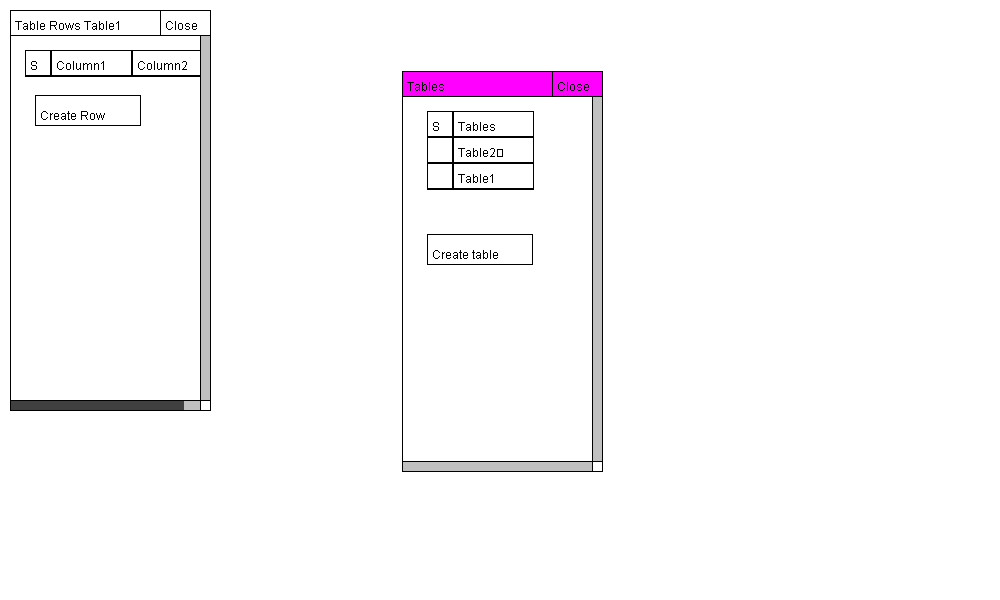 Table Rows Table1 Close
S Column1 Column2
Create Row
Tables Close
S Tables
Table2▯
Table1
Create table